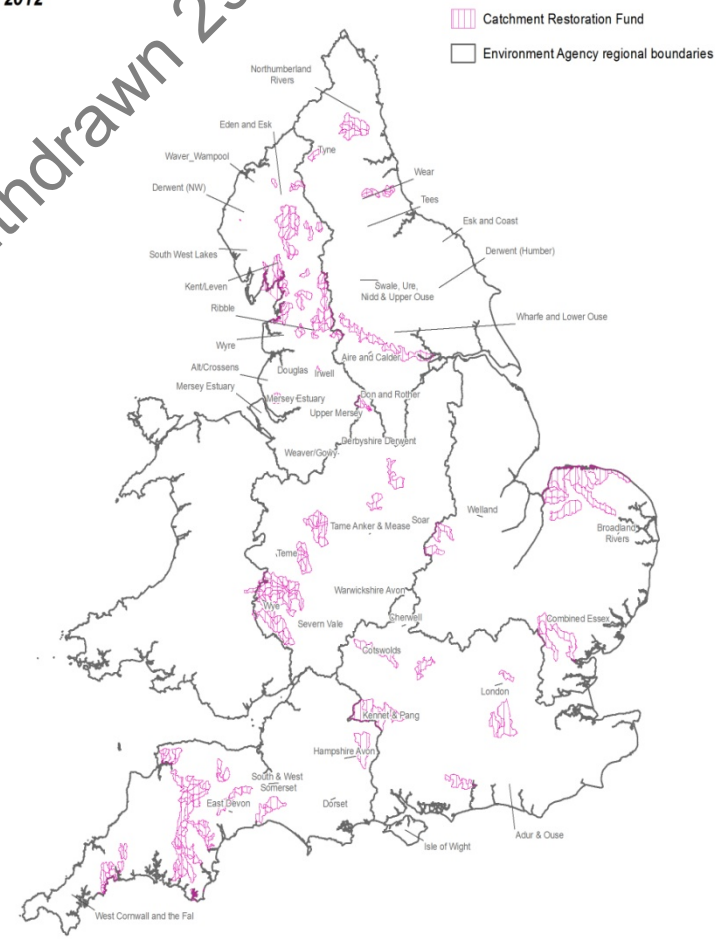 2012
thdrawn 23
Catchment Restoration Fund
Environment Agency regional boundaries
Northumberland
Rivers
Eden and Esk
Tyne
Waver_Wampool
Wear
Derwent (NW)
Tees
Esk and Coast
South West Lakes
Derwent (Humber)
Kent/Leven
Swale, Ure,
Nidd & Upper Ouse
Ribble
Wharfe and Lower Ouse
Wyre
Aire and Calder
Alt/Crossens
Douglas
Irwell
Mersey Estuary
Mersey Estuary
Don and Rother
Upper Mersey
Derbyshire Derwent
Weaver/Gowy
Welland
Soar
Tame Anker & Mease
Broadland
Rivers
Teme
Warwickshire Avon
Wye
Cherwell
Combined Essex
Severn Vale
Cotswolds
London
Kennet & Pang
Hampshire Avon
South & West
Somerset
East Devon
Dorset
Adur & Ouse
Isle of Wight
West Cornwall and the Fal